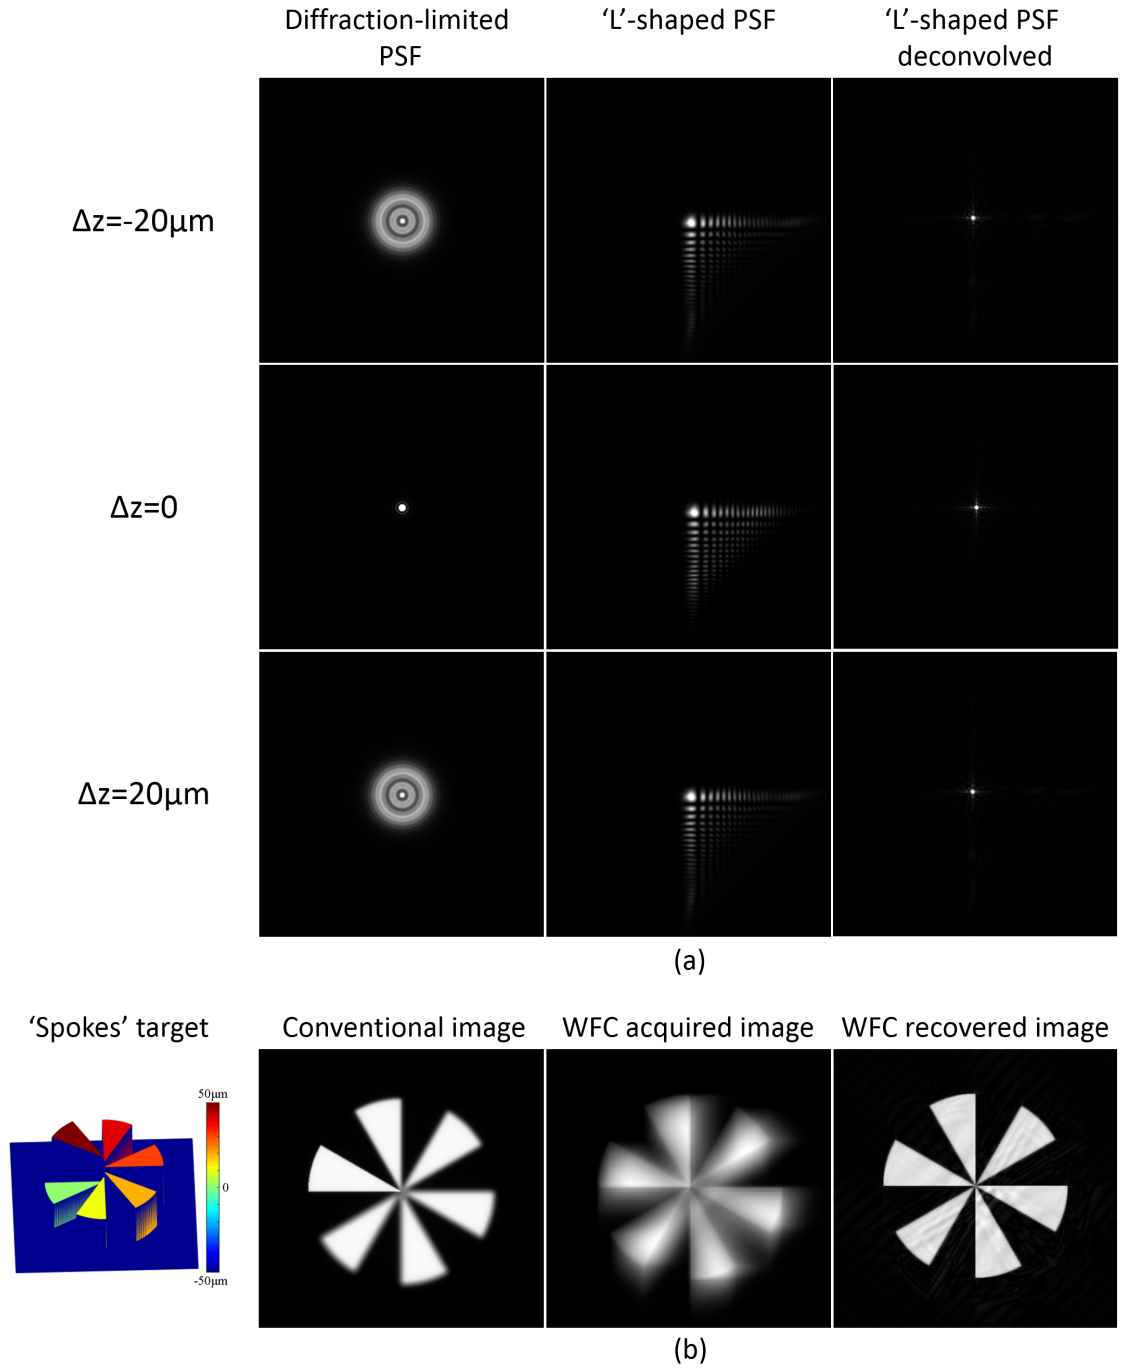 Diffraction-limited
PSF
‘L’-shaped PSF
‘L’-shaped PSF
deconvolved
Δz=-20μm
Δz=0
Δz=20μm
(a)
‘Spokes’ target
Conventional image
WFC acquired image
WFC recovered image
50μm
0
-50μm
(b)